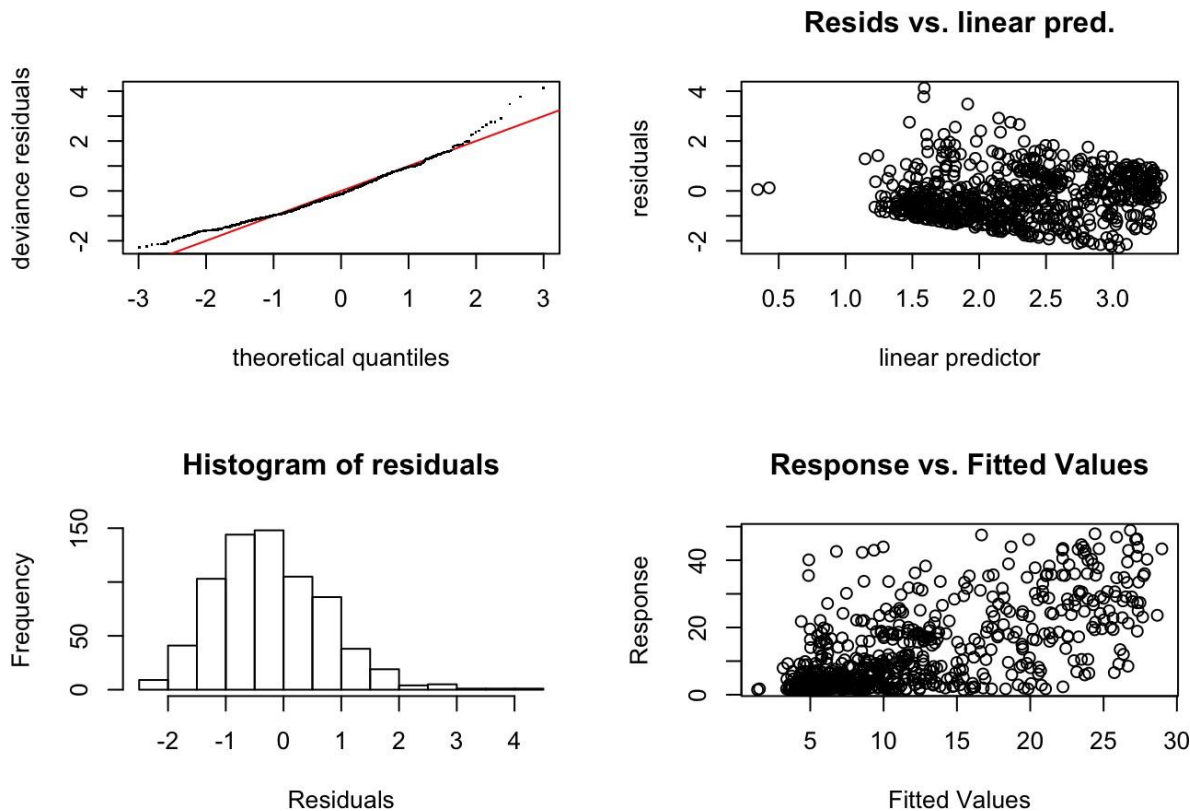 deviance residuals
4
2
0
-2
-3 -2 -1 0 1 2 3
theoretical quantiles
Resids vs. linear pred.
residuals
4
2
0
-2
0.5 1.0 1.5 2.0 2.5 3.0
linear predictor
Histogram of residuals
Frequency
150
50
0
-2 -1 0 1 2 3 4
Residuals
Response vs. Fitted Values
Response
40
20
0
5 10 15 20 25 30
Fitted Values